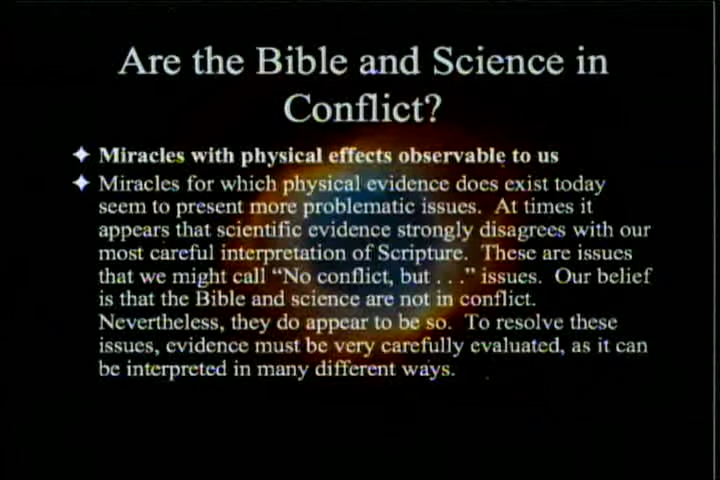 Are the Bible and Science in
Conflict?
Miracles with physical effects observable to us
Miracles for which physical evidence does exist today
seem to present more problematic issues. At times it
appears that scientific evidence strongly disagrees with our
most careful interpretation of Scripture. These are issues
that we might call “No conflict, but . . .” issues. Our belief
is that the Bible and science are not in conflict.
Nevertheless, they do appear to be so. To resolve these
issues, evidence must be very carefully evaluated, as it can
be interpreted in many different ways.